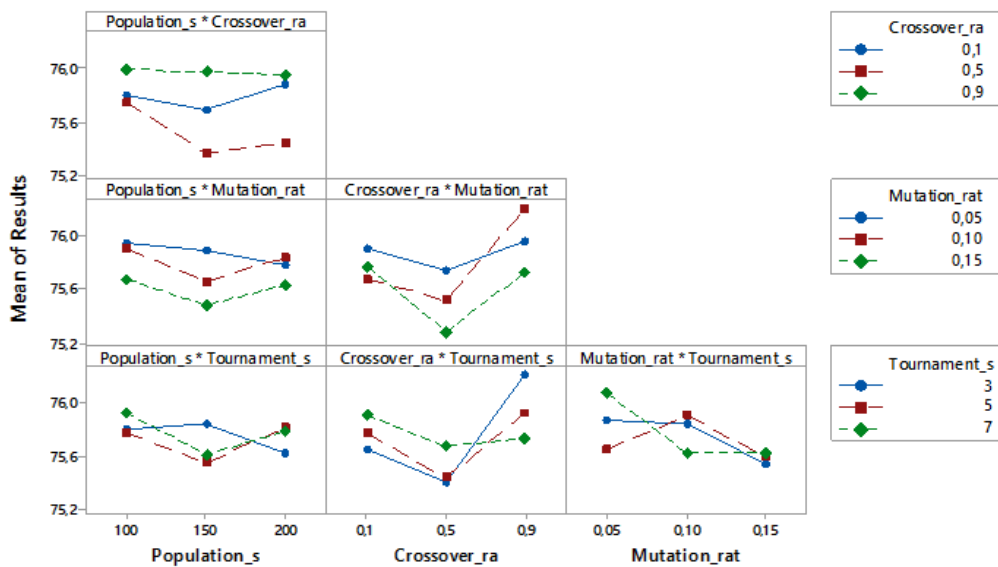 Population_s * Crossover_ra
Crossover_ra
0,1
0,5
0,9
76,0
75,6
75,2
Population_s * Mutation_rat
Crossover_ra * Mutation_rat
Mutation_rat
0,05
0,10
0,15
76,0
75,6
75,2
Mean of Results
Population_s * Tournament_s
Crossover_ra * Tournament_s
Mutation_rat * Tournament_s
Tournament_s
3
5
7
76,0
75,6
75,2
100 150 200
0,1 0,5 0,9
0,05 0,10 0,15
Population_s
Crossover_ra
Mutation_rat